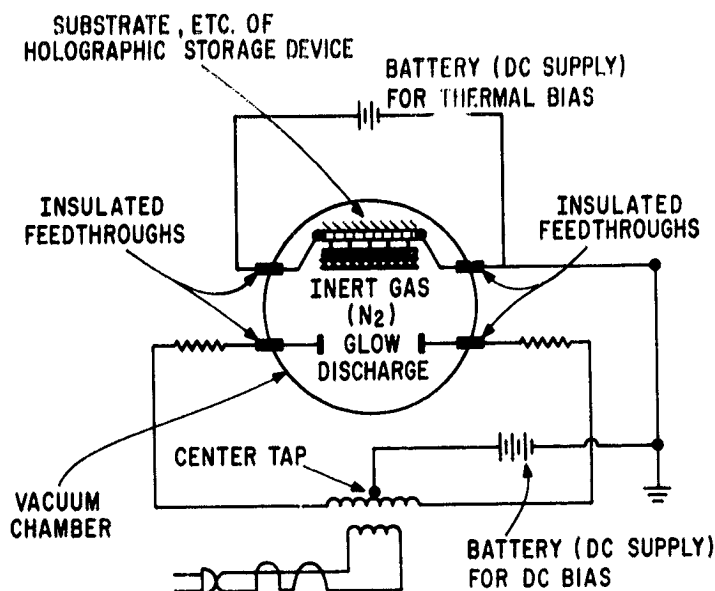 SUBSTRATE, ETC. OF
HOLOGRAPHIC STORAGE DEVICE
BATTERY (DC SUPPLY)
FOR THERMAL BIAS
INSULATED
FEEDTHROUGHS
INSULATED
FEEDTHROUGHS
INERT GAS
(N2)
GLOW
DISCHARGE
CENTER TAP
VACUUM
CHAMBER
BATTERY (DC SUPPLY)
FOR DC BIAS